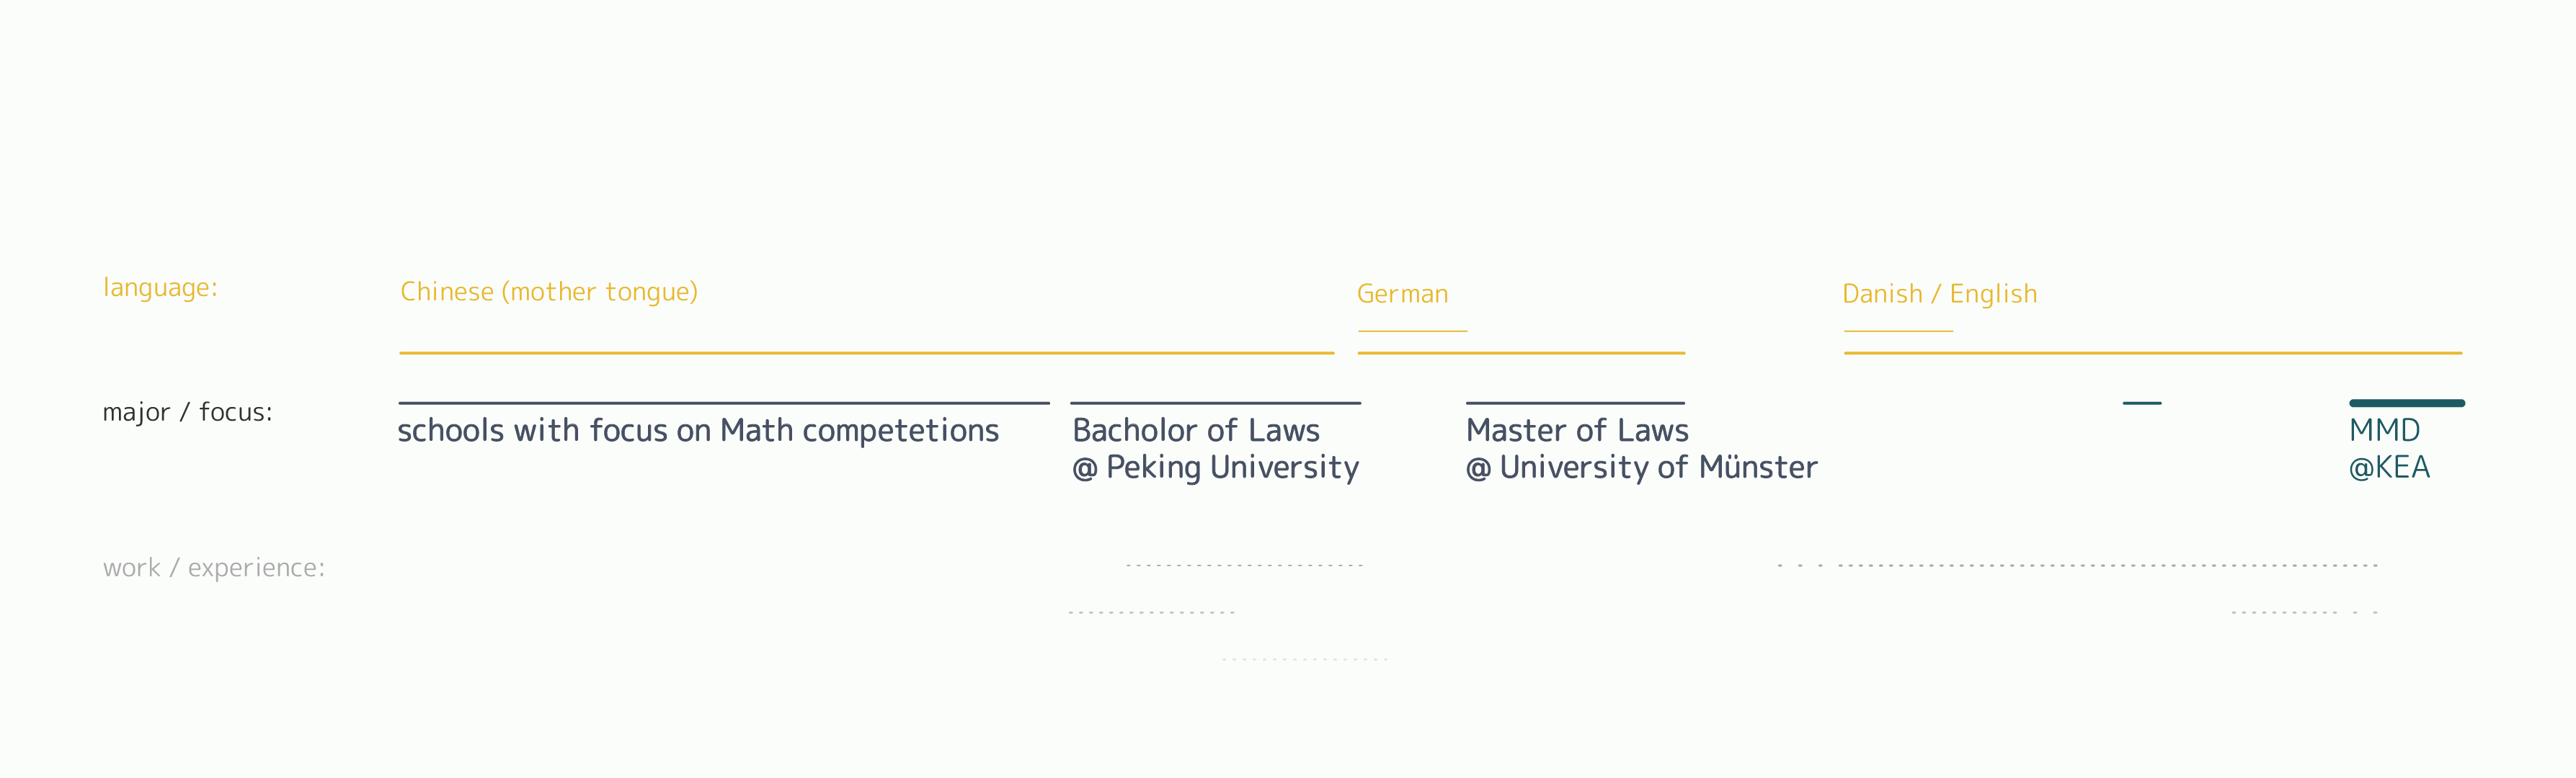 language:
Chinese (mother tongue)
German
Danish / English
major / focus:
schools with focus on Math competetions
Bacholor of Laws
@ Peking University
Master of Laws
@ University of Münster
MMD
@KEA
work / experience: